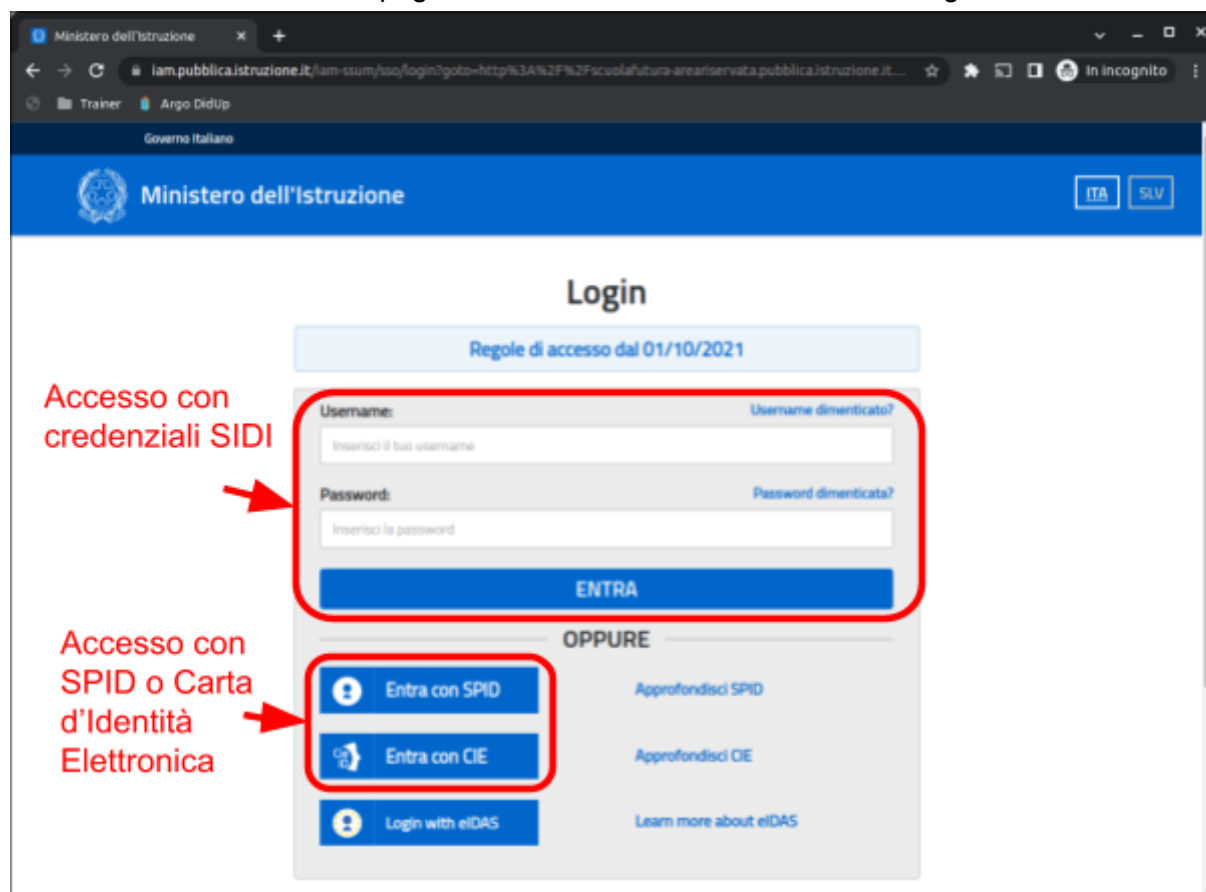 Ministero dell'Istruzione
iam.pubblica.istruzione.it/iam-ssum/sso/login?goto=http%3A%2F%2Fscuolafutura-areariservata.pubblica.istruzione.it...
In incognito
Trainer
Argo DidUp
Governo Italiano
Ministero dell'Istruzione
ITA
SLV
Login
Regole di accesso dal 01/10/2021
Accesso con
credenziali SIDI
Username:
Username dimenticato?
Inserisci il tuo username
Password:
Password dimenticata?
Inserisci la password
ENTRA
OPPURE
Accesso con
SPID o Carta
d'Identità
Elettronica
Entra con SPID
Approfondisci SPID
Entra con CIE
Approfondisci CIE
Login with eIDAS
Learn more about eIDAS